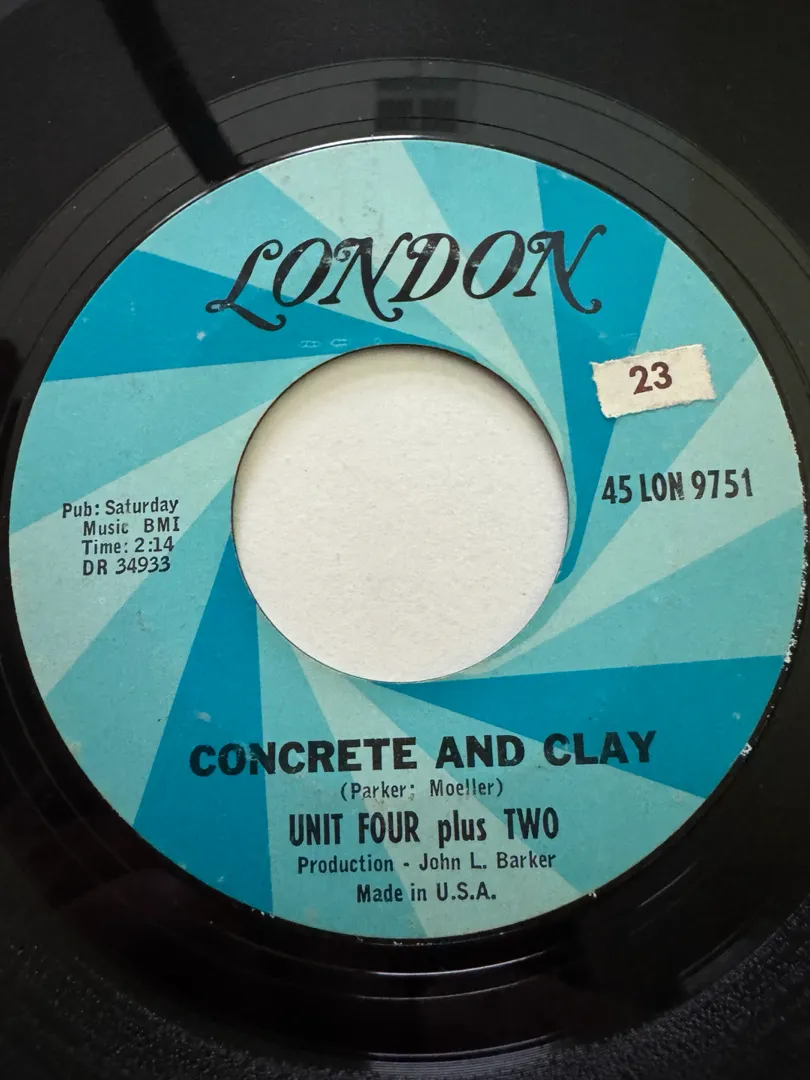 LONDON
23
45 LON 9751
Pub: Saturday
Music BMI
Time: 2:14
DR 34933
CONCRETE AND CLAY
(Parker; Moeller)
UNIT FOUR plus TWO
Production - John L. Barker
Made in U.S.A.